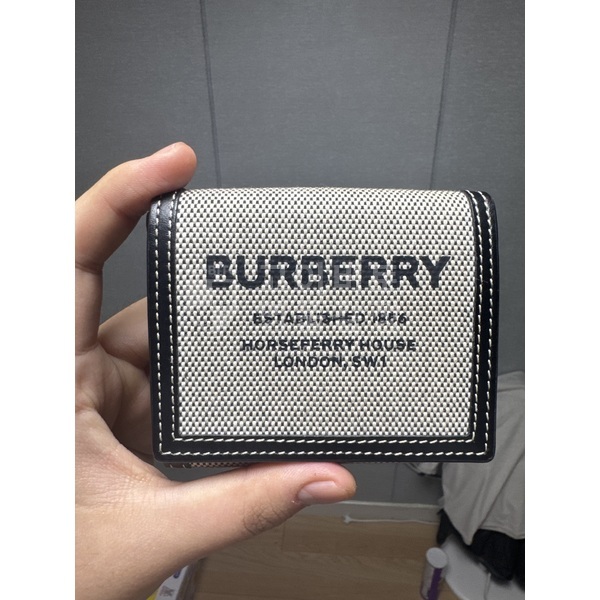 BURBERRY
ESTABLISHED 1856
HORSEFERRY HOUSE
LONDON, SW1